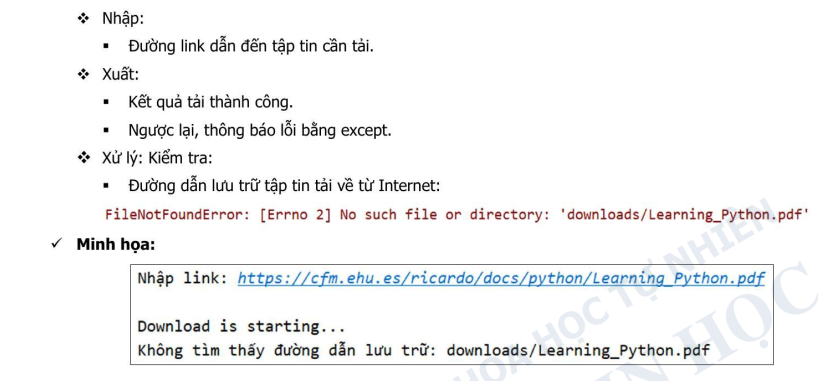 ❖ Nhập:
▪ Đường link dẫn đến tập tin cần tải.
❖ Xuất:
▪ Kết quả tải thành công.
▪ Ngược lại, thông báo lỗi bằng except.
❖ Xử lý: Kiểm tra:
▪ Đường dẫn lưu trữ tập tin tải về từ Internet:
FileNotFoundError: [Errno 2] No such file or directory: 'downloads/Learning_Python.pdf'
✓ Minh họa:
Nhập link: https://cfm.ehu.es/ricardo/docs/python/Learning_Python.pdf
Download is starting...
Không tìm thấy đường dẫn lưu trữ: downloads/Learning_Python.pdf
HOA HỌC TỰ NHIÊN
IN HỌC